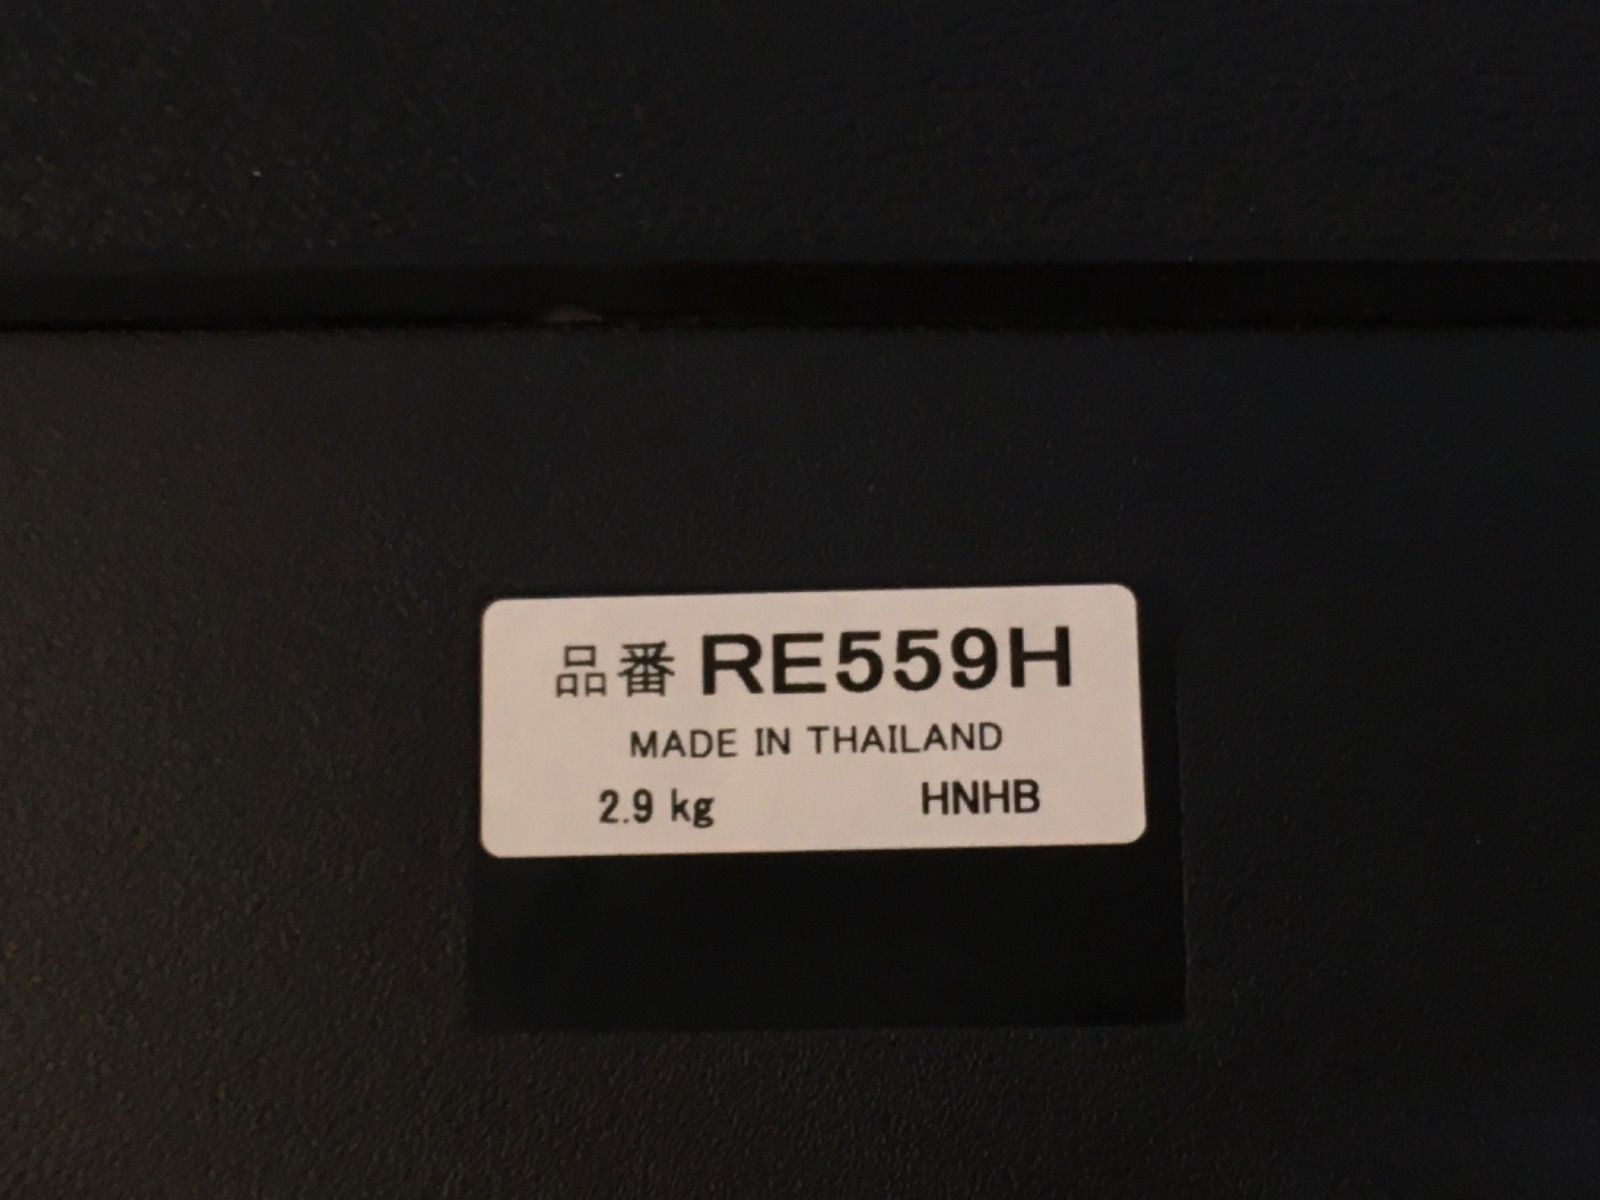 品番 RE559H
MADE IN THAILAND
2.9 kg HNHB